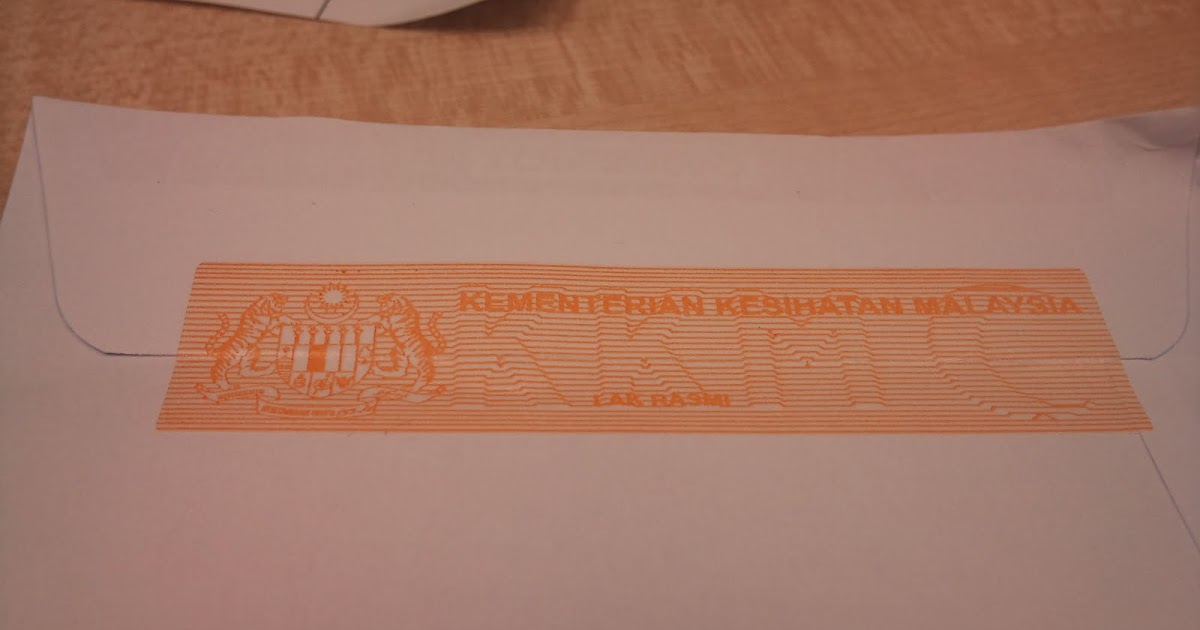 KEMENTERIAN KESIHATAN MALAYSIA
LAK RASMI